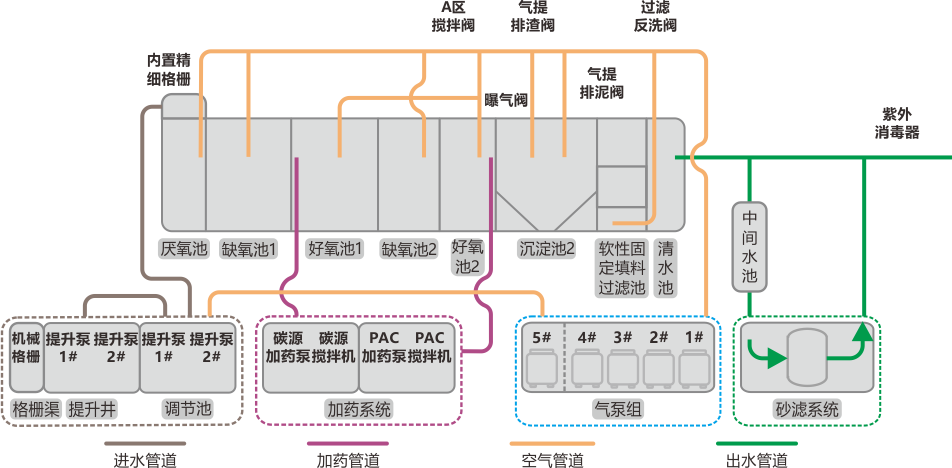 A区
搅拌阀
气提
排渣阀
过滤
反洗阀
内置精
细格栅
气提
排泥阀
曝气阀
紫外
消毒器
厌氧池
缺氧池1
好氧池1
缺氧池2
好氧
池2
沉淀池2
软性固
定填料
过滤池
清
水
池
中
间
水
池
机械
格栅
提升泵
1#
提升泵
2#
提升泵
1#
提升泵
2#
碳源
加药泵
碳源
搅拌机
PAC
加药泵
PAC
搅拌机
5#
4#
3#
2#
1#
格栅渠
提升井
调节池
加药系统
气泵组
砂滤系统
进水管道
加药管道
空气管道
出水管道